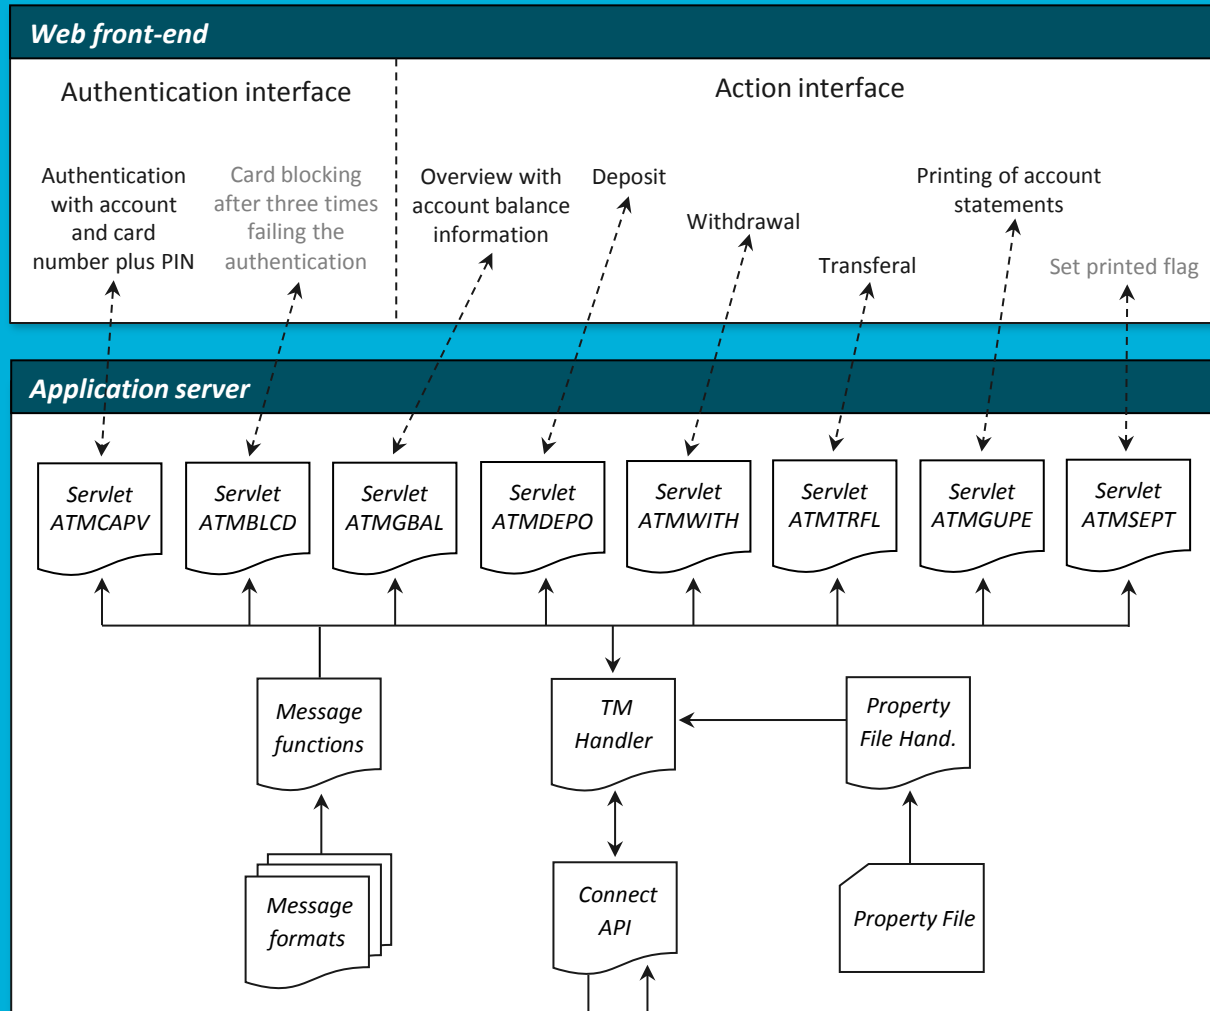 Web front-end
Authentication interface
Action interface
Authentication
with account
and card
number plus PIN
Card blocking
after three times
failing the
authentication
Overview with
account balance
information
Deposit
Withdrawal
Transferal
Printing of account
statements
Set printed flag
Application server
Servlet
ATMCAPV
Servlet
ATMBLCD
Servlet
ATMGBAL
Servlet
ATMDEPO
Servlet
ATMWITH
Servlet
ATMTRFL
Servlet
ATMGUPE
Servlet
ATMSEPT
Message
functions
TM
Handler
Property
File Hand.
Message
formats
Connect
API
Property File